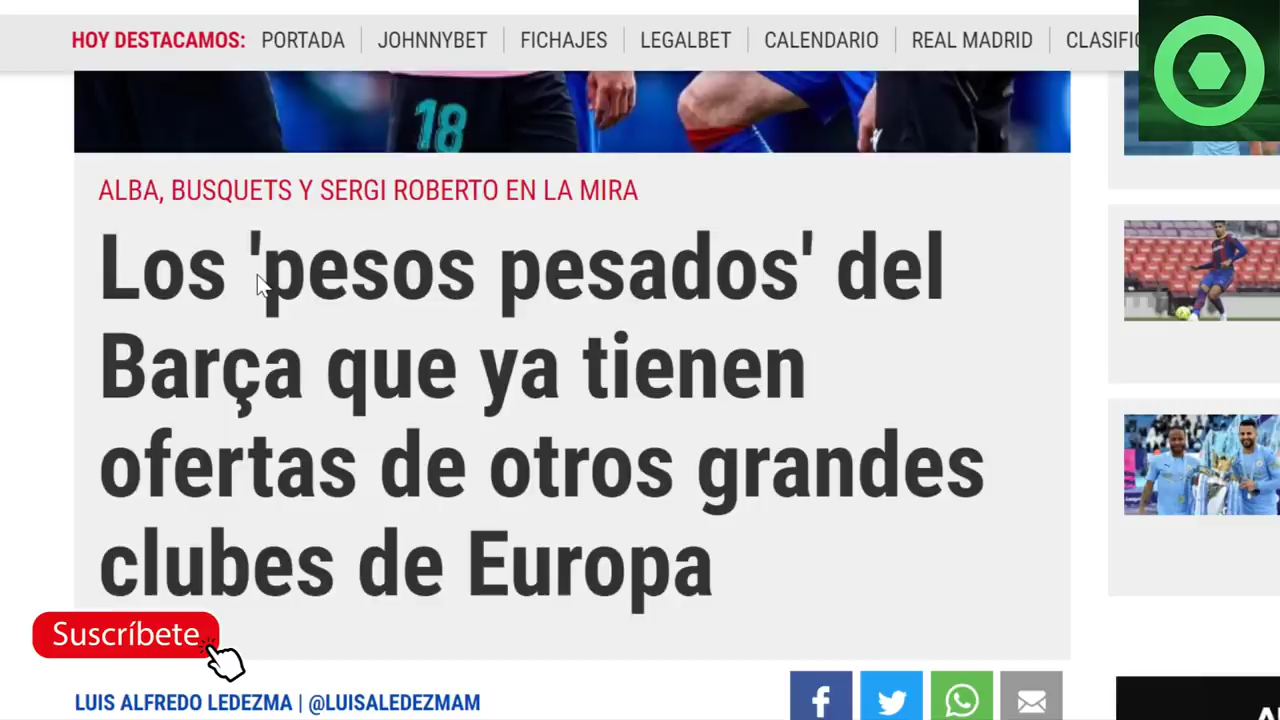 HOY DESTACAMOS: PORTADA JOHNNYBET FICHAJES LEGALBET CALENDARIO REAL MADRID
18
ALBA, BUSQUETS Y SERGI ROBERTO EN LA MIRA
Los 'pesos pesados' del
Barça que ya tienen
ofertas de otros grandes
clubes de Europa
Suscríbete
LUIS ALFREDO LEDEZMA | @LUISALEDEZMAM